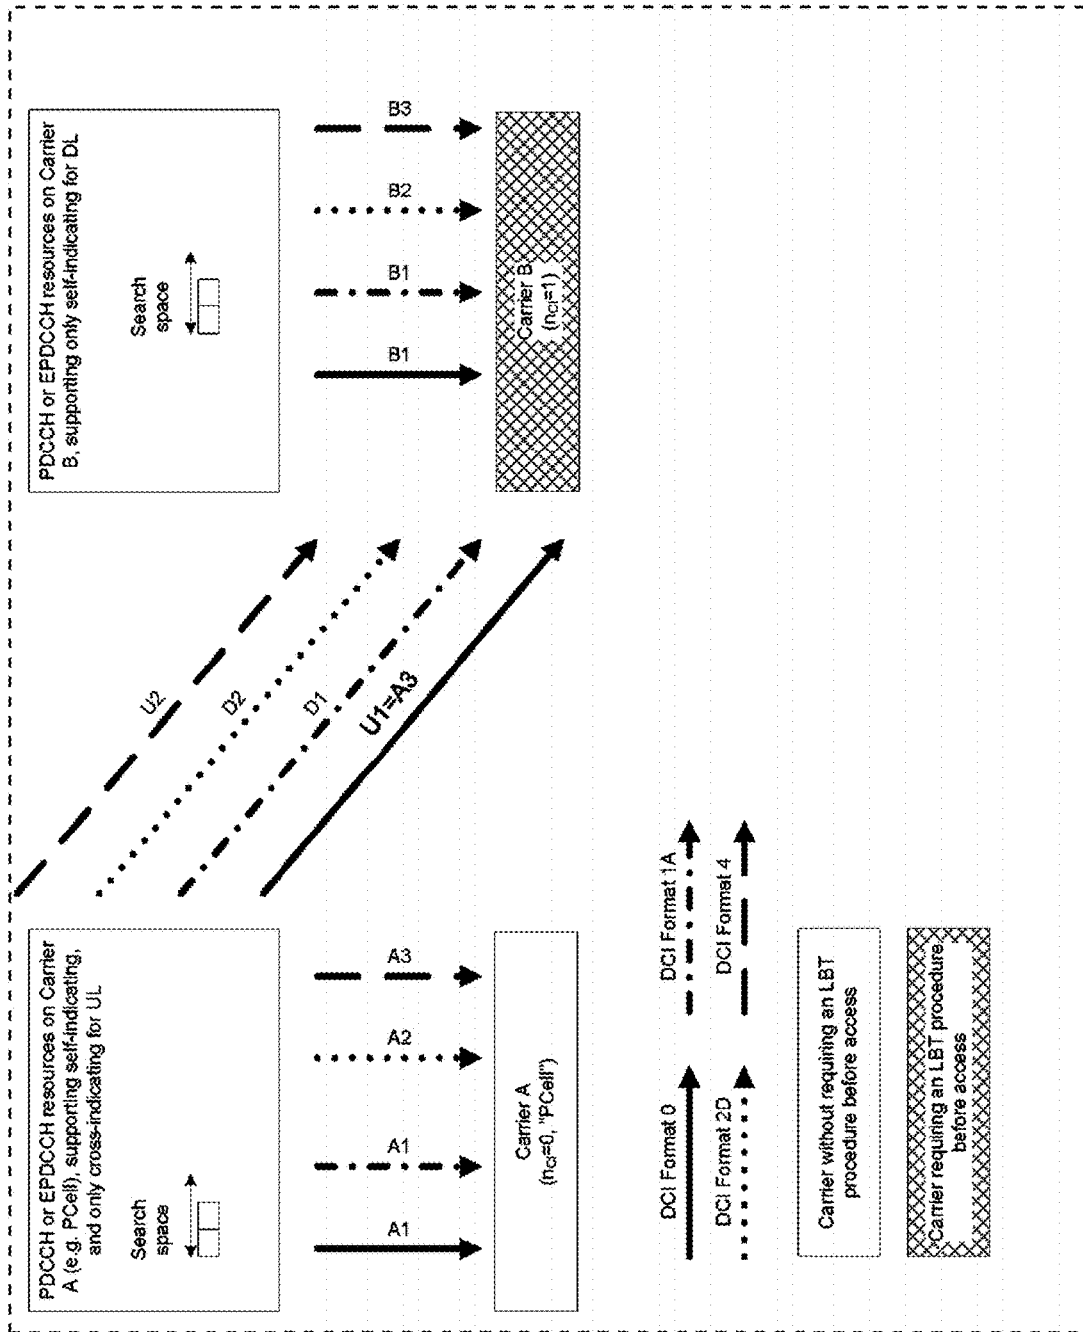 PDCCH or EPDCCH resources on Carrier
A (e.g. PCell), supporting self-indicating,
and only cross-indicating for UL
Search
space
A1
A1
A2
A3
Carrier A
(nCI=0, "PCell")
U2
D2
D1
U1=A3
PDCCH or EPDCCH resources on Carrier
B, supporting only self-indicating for DL
Search
space
B1
B1
B2
B3
Carrier B
(nCI=1)
DCI Format 0
DCI Format 1A
DCI Format 2D
DCI Format 4
Carrier without requiring an LBT
procedure before access
Carrier requiring an LBT procedure
before access